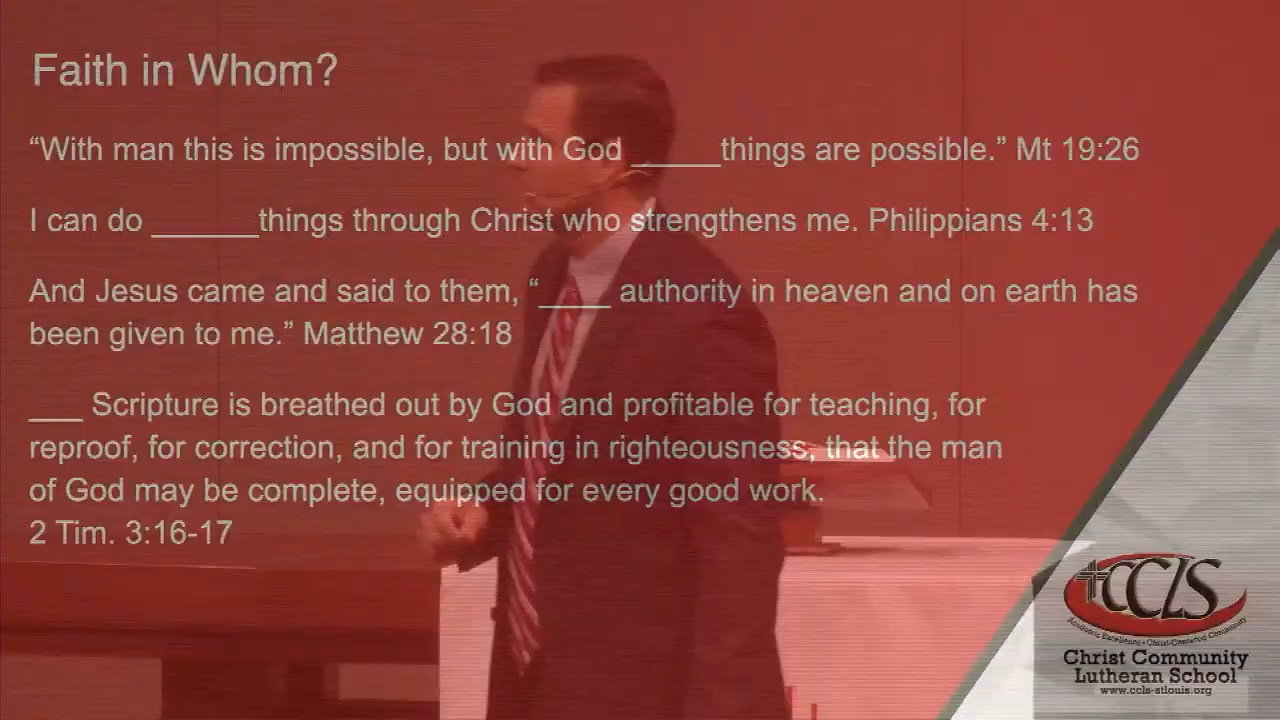 Faith in Whom?
“With man this is impossible, but with God _____things are possible.” Mt 19:26
I can do ______things through Christ who strengthens me. Philippians 4:13
And Jesus came and said to them, “____ authority in heaven and on earth has
been given to me.” Matthew 28:18
___ Scripture is breathed out by God and profitable for teaching, for
reproof, for correction, and for training in righteousness, that the man
of God may be complete, equipped for every good work.
2 Tim. 3:16-17
CCLS
Academic Excellence • Christ-Centered Community
Christ Community
Lutheran School
www.ccls-stlouis.org